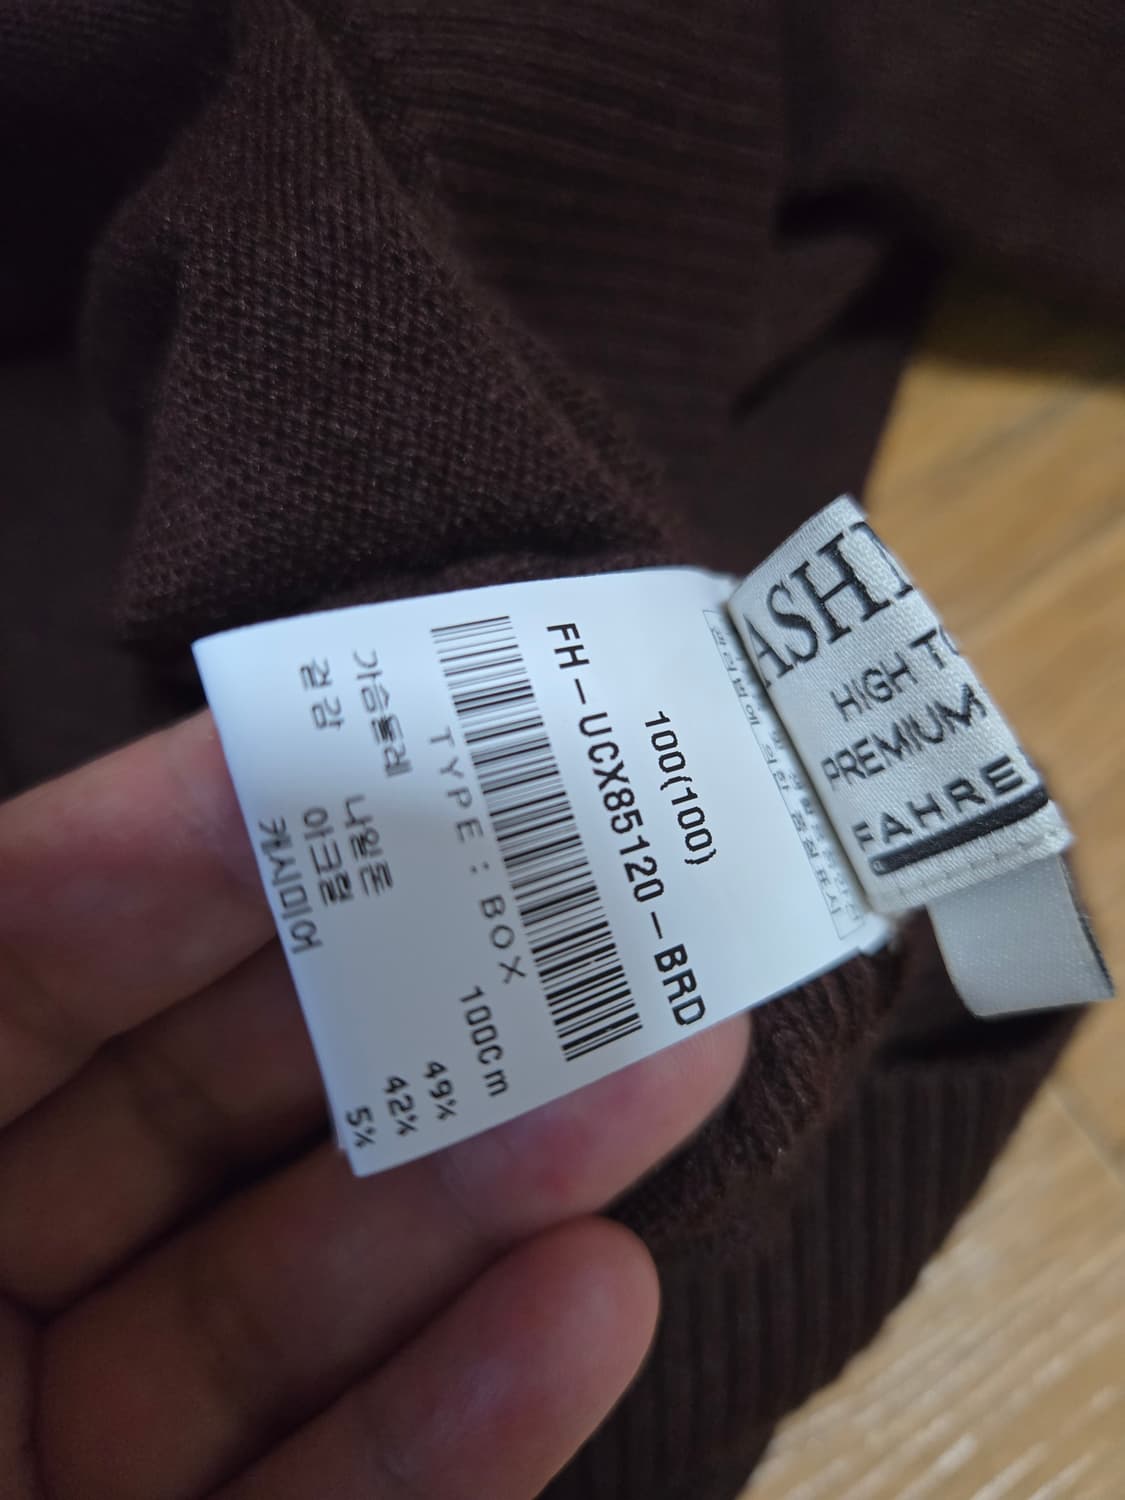 ASH
HIGH
PREMIUM
FAHRE
100(100)
FH-UCX85120-BRD
TYPE : BOX
가슴둘레 100Cm
겉감 나일론 49%
아크릴 42%
캐시미어 5%